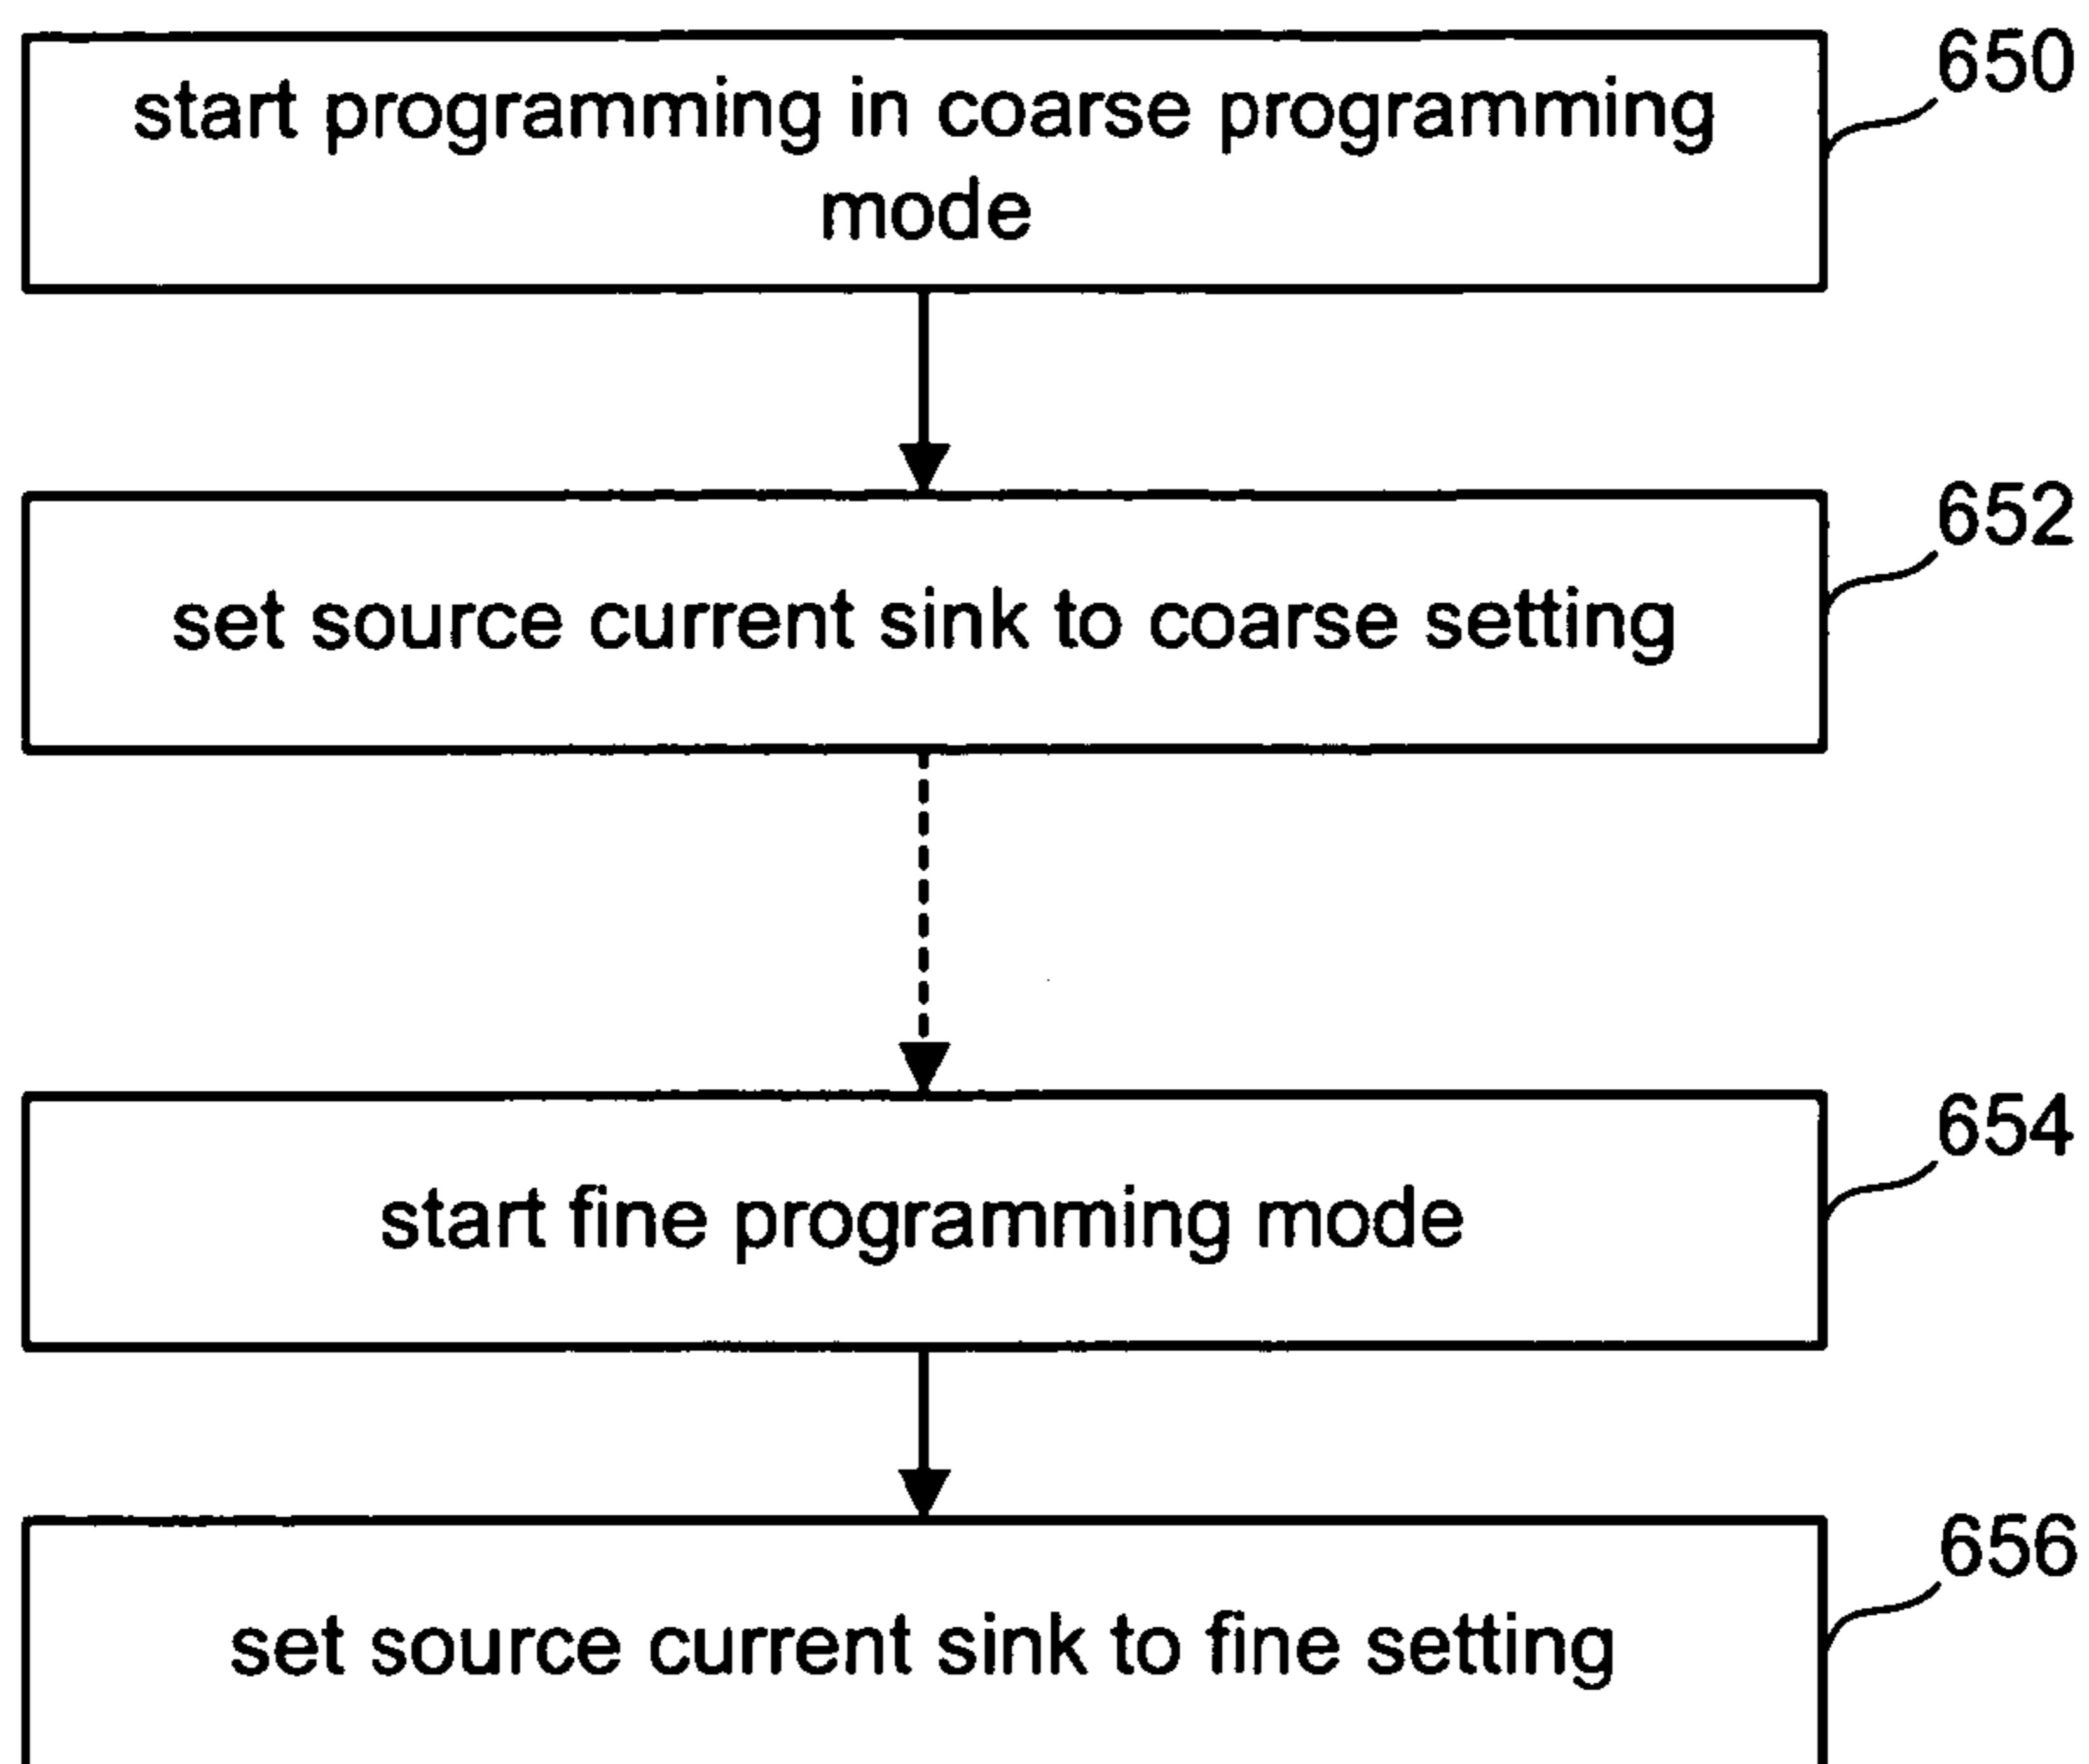 650
start programming in coarse programming
mode
652
set source current sink to coarse setting
654
start fine programming mode
656
set source current sink to fine setting